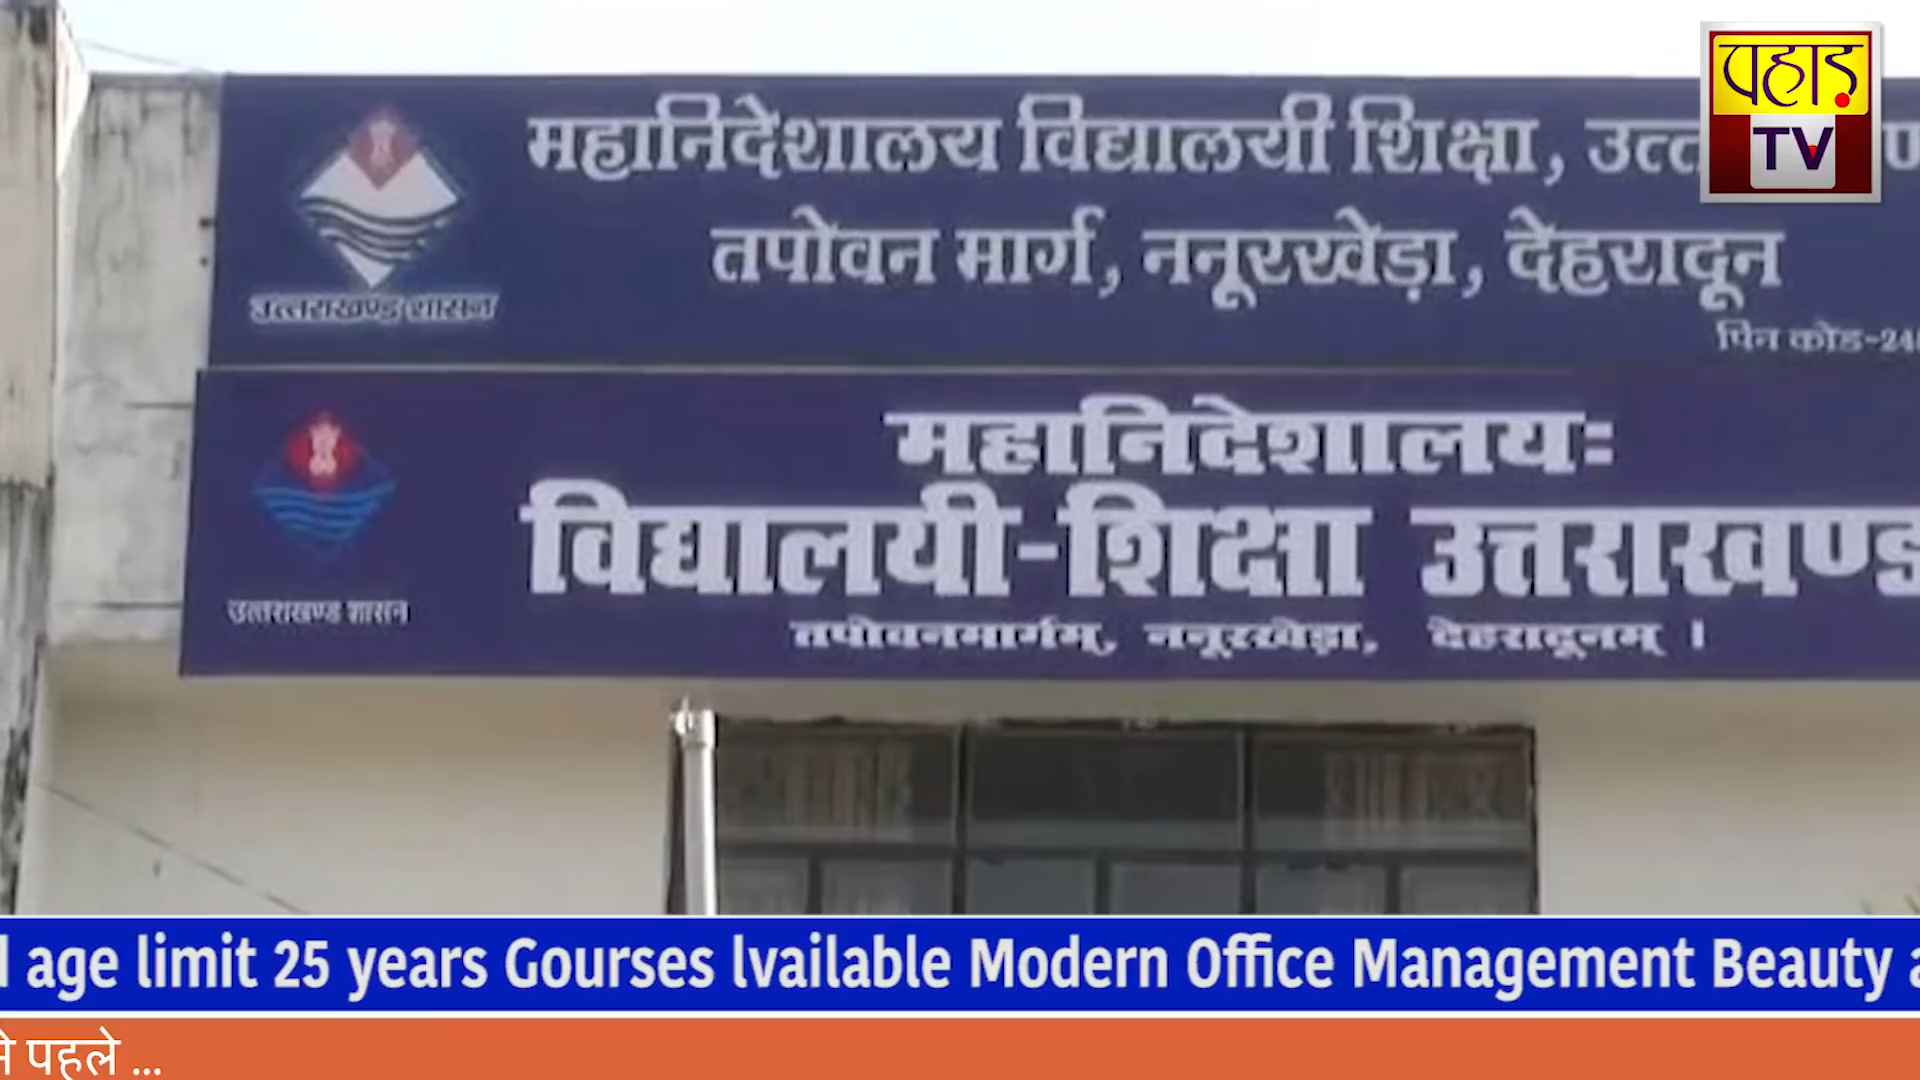 पहाड़
TV
महानिदेशालय विद्यालयी शिक्षा,
तपोवन मार्ग, ननूरखेड़ा, देहरादून
उत्तराखण्ड शासन
पिन कोड-24
महानिदेशालयः
विद्यालयी-शिक्षा उत्तराखण्ड
उत्तराखण्ड शासन
तपोवनमार्गम्, ननूरखेड़ा, देहरादूनम् ।
age limit 25 years Gourses lvailable Modern Office Management Beauty a
पहले ...